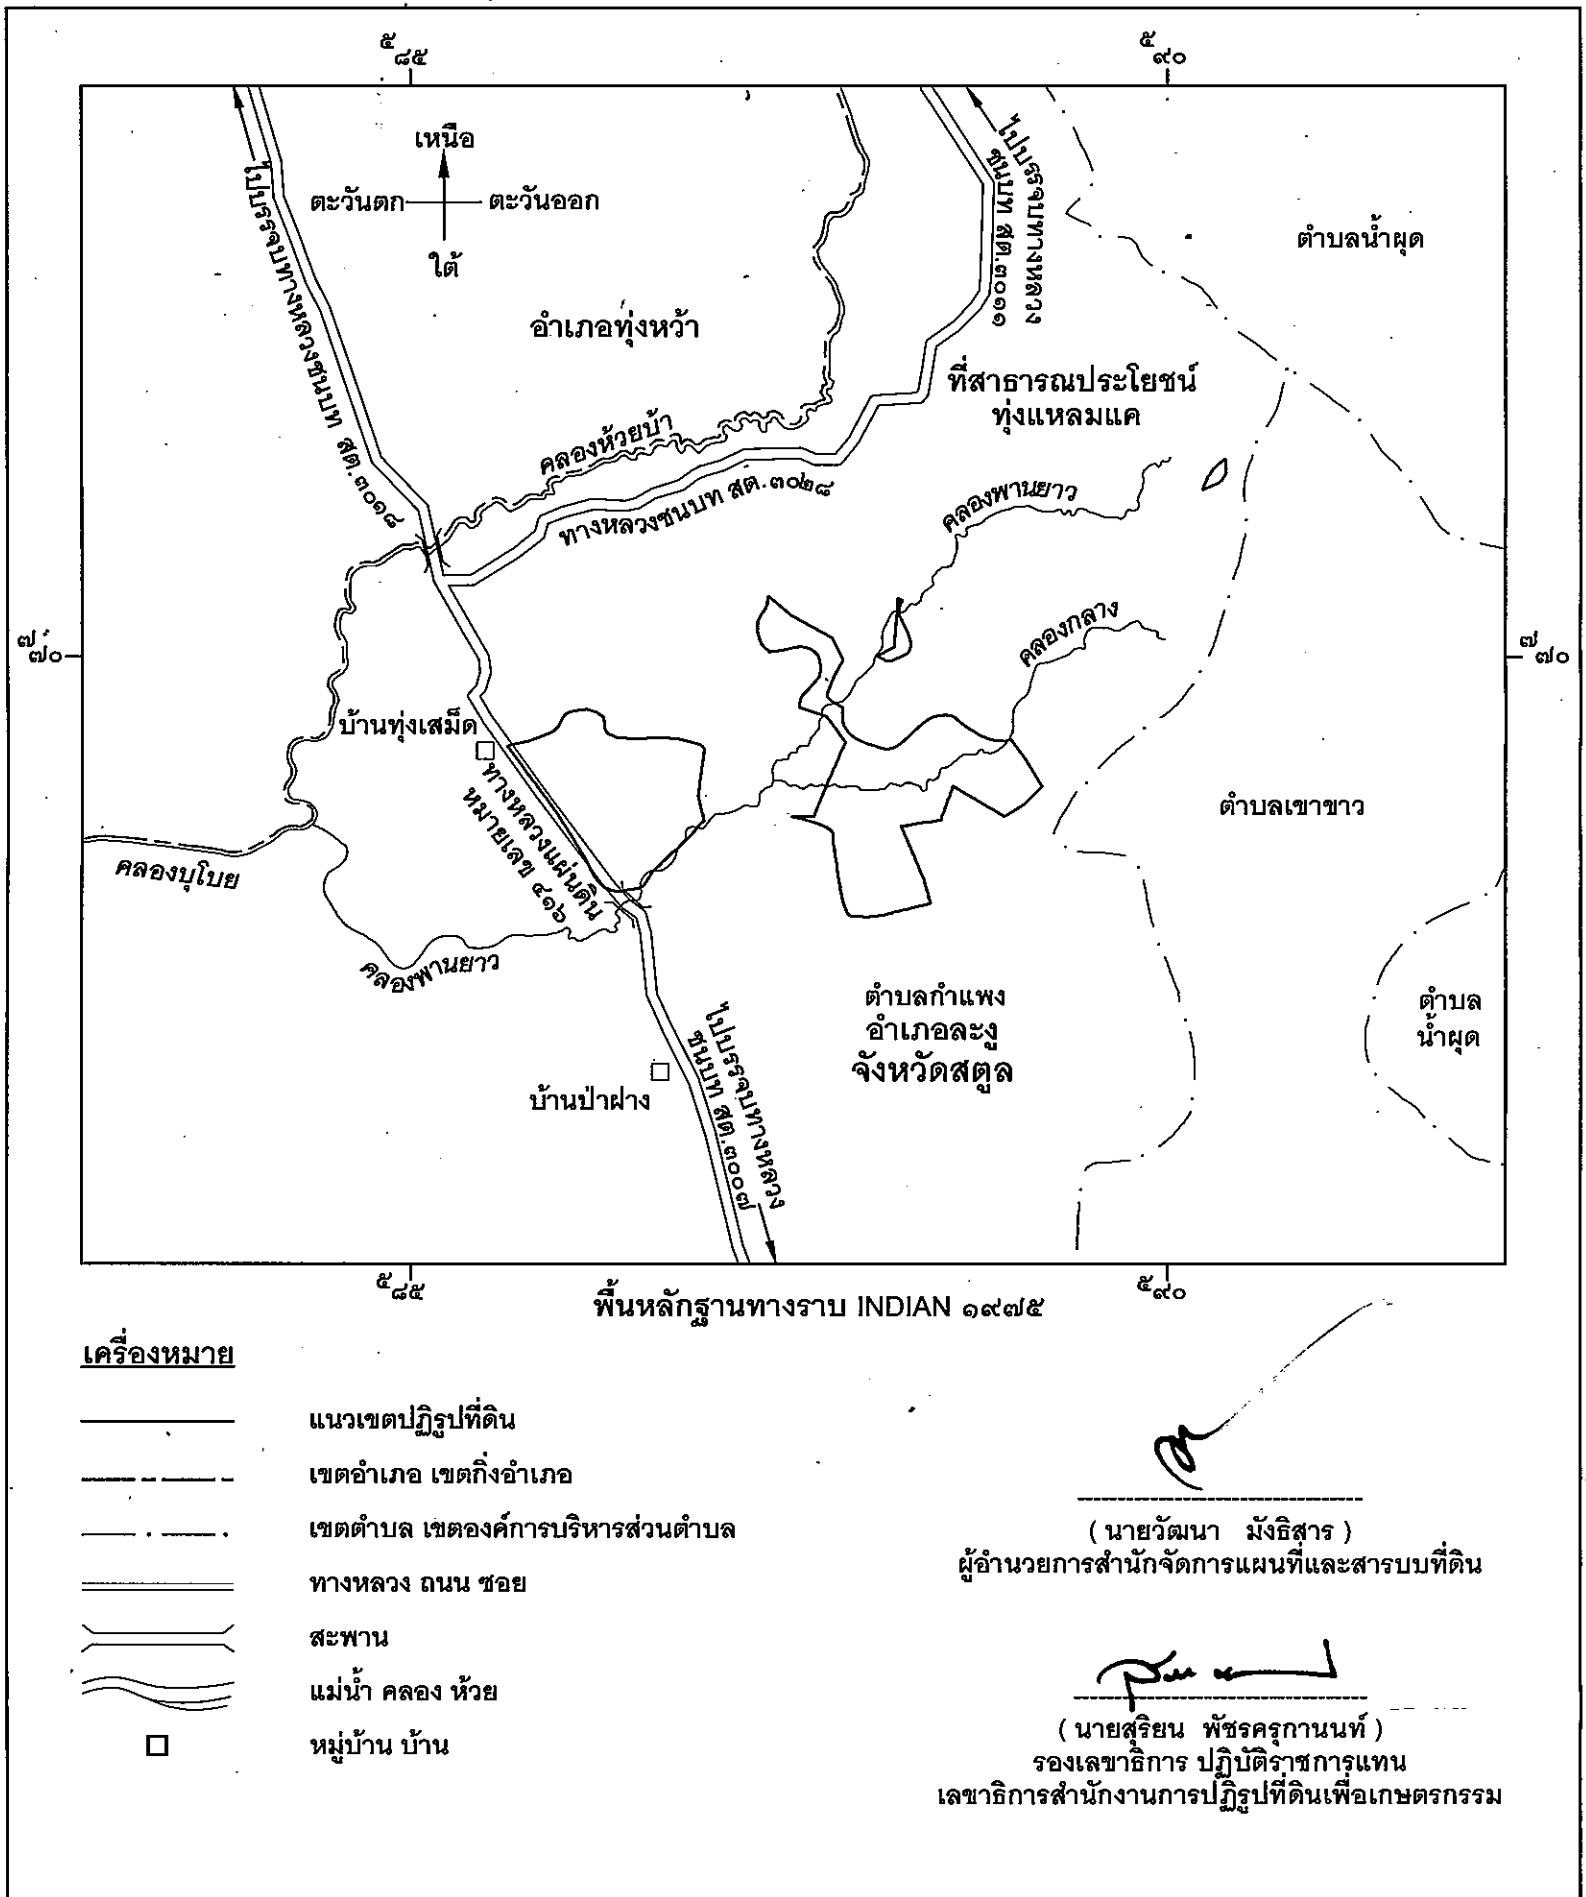 ๕๘๕
๕๙๐
เหนือ
ตะวันตก
ตะวันออก
ใต้
ไปบรรจบทางหลวงชนบท สต.๓๐๑๘
ไปบรรจบทางหลวง
ชนบท สต.๓๐๑๑
ตำบลน้ำผุด
อำเภอทุ่งหว้า
ที่สาธารณประโยชน์
ทุ่งแหลมแค
คลองห้วยบ้า
ทางหลวงชนบท สต.๓๐๒๘
คลองพานยาว
คลองกลาง
๗๗๐
๗๗๐
บ้านทุ่งเสม็ด
ทางหลวงแผ่นดิน
หมายเลข ๔๑๖
ตำบลเขาขาว
คลองบุโบย
คลองพานยาว
ตำบลกำแพง
อำเภอละงู
จังหวัดสตูล
ตำบล
น้ำผุด
บ้านป่าฝาง
ไปบรรจบทางหลวง
ชนบท สต.๓๐๐๗
๕๘๕
๕๙๐
พื้นหลักฐานทางราบ INDIAN ๑๙๗๕
เครื่องหมาย
แนวเขตปฏิรูปที่ดิน
เขตอำเภอ เขตกิ่งอำเภอ
เขตตำบล เขตองค์การบริหารส่วนตำบล
ทางหลวง ถนน ซอย
สะพาน
แม่น้ำ คลอง ห้วย
หมู่บ้าน บ้าน
( นายวัฒนา มังธิสาร )
ผู้อำนวยการสำนักจัดการแผนที่และสารบบที่ดิน
( นายสุริยน พัชรครุกานนท์ )
รองเลขาธิการ ปฏิบัติราชการแทน
เลขาธิการสำนักงานการปฏิรูปที่ดินเพื่อเกษตรกรรม